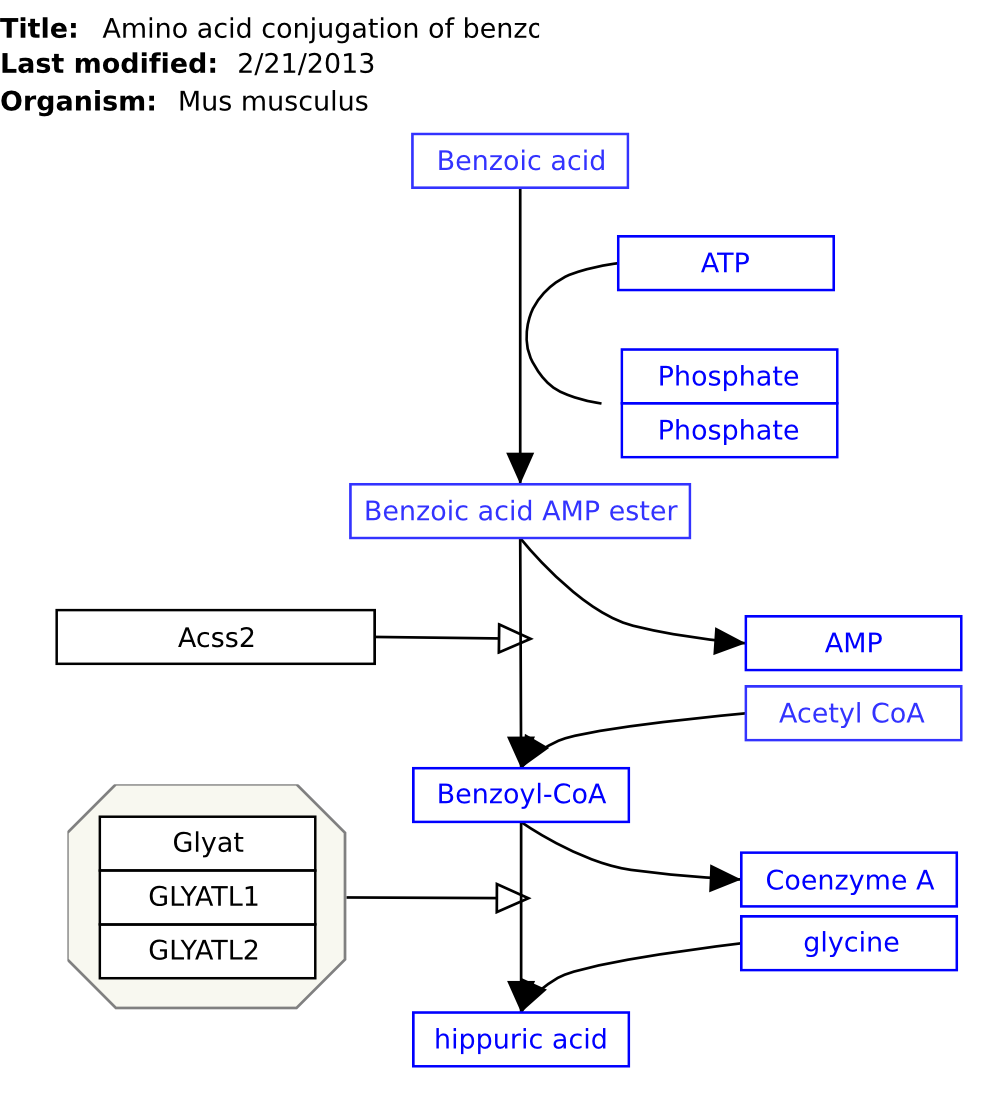 Title: Amino acid conjugation of benzo
Last modified: 2/21/2013
Organism: Mus musculus
Benzoic acid
ATP
Phosphate
Phosphate
Benzoic acid AMP ester
Acss2
AMP
Acetyl CoA
Benzoyl-CoA
Glyat
GLYATL1
GLYATL2
Coenzyme A
glycine
hippuric acid